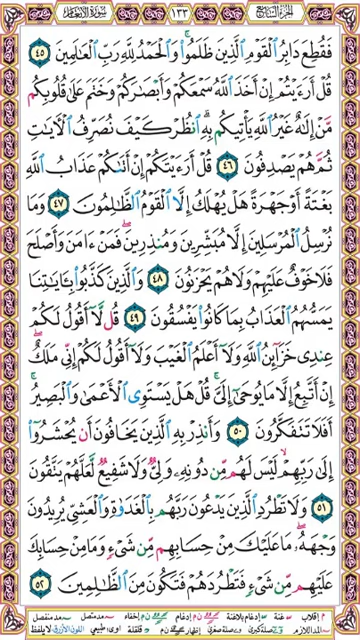 الجزء السابع ١٣٣ سورة الأنعام
فَقُطِعَ دَابِرُ ٱلْقَوْمِ ٱلَّذِينَ ظَلَمُوا۟ۚ وَٱلْحَمْدُ لِلَّهِ رَبِّ ٱلْعَـٰلَمِينَ ٤٥
قُلْ أَرَءَيْتُمْ إِنْ أَخَذَ ٱللَّهُ سَمْعَكُمْ وَأَبْصَـٰرَكُمْ وَخَتَمَ عَلَىٰ قُلُوبِكُم
مَّنْ إِلَـٰهٌ غَيْرُ ٱللَّهِ يَأْتِيكُم بِهِۗ ٱنظُرْ كَيْفَ نُصَرِّفُ ٱلْـَٔايَـٰتِ
ثُمَّ هُمْ يَصْدِفُونَ ٤٦ قُلْ أَرَءَيْتَكُمْ إِنْ أَتَىٰكُمْ عَذَابُ ٱللَّهِ
بَغْتَةً أَوْ جَهْرَةً هَلْ يُهْلَكُ إِلَّا ٱلْقَوْمُ ٱلظَّـٰلِمُونَ ٤٧ وَمَا
نُرْسِلُ ٱلْمُرْسَلِينَ إِلَّا مُبَشِّرِينَ وَمُنذِرِينَۖ فَمَنْ ءَامَنَ وَأَصْلَحَ
فَلَا خَوْفٌ عَلَيْهِمْ وَلَا هُمْ يَحْزَنُونَ ٤٨ وَٱلَّذِينَ كَذَّبُوا۟ بِـَٔايَـٰتِنَا
يَمَسُّهُمُ ٱلْعَذَابُ بِمَا كَانُوا۟ يَفْسُقُونَ ٤٩ قُل لَّآ أَقُولُ لَكُمْ
عِندِى خَزَآئِنُ ٱللَّهِ وَلَآ أَعْلَمُ ٱلْغَيْبَ وَلَآ أَقُولُ لَكُمْ إِنِّى مَلَكٌۖ
إِنْ أَتَّبِعُ إِلَّا مَا يُوحَىٰٓ إِلَىَّۚ قُلْ هَلْ يَسْتَوِى ٱلْأَعْمَىٰ وَٱلْبَصِيرُۚ
أَفَلَا تَتَفَكَّرُونَ ٥٠ وَأَنذِرْ بِهِ ٱلَّذِينَ يَخَافُونَ أَن يُحْشَرُوٓا۟
إِلَىٰ رَبِّهِمْۙ لَيْسَ لَهُم مِّن دُونِهِۦ وَلِىٌّ وَلَا شَفِيعٌ لَّعَلَّهُمْ يَتَّقُونَ
٥١ وَلَا تَطْرُدِ ٱلَّذِينَ يَدْعُونَ رَبَّهُم بِٱلْغَدَوٰةِ وَٱلْعَشِىِّ يُرِيدُونَ
وَجْهَهُۥۖ مَا عَلَيْكَ مِنْ حِسَابِهِم مِّن شَىْءٍ وَمَا مِنْ حِسَابِكَ
عَلَيْهِم مِّن شَىْءٍ فَتَطْرُدَهُمْ فَتَكُونَ مِنَ ٱلظَّـٰلِمِينَ ٥٢